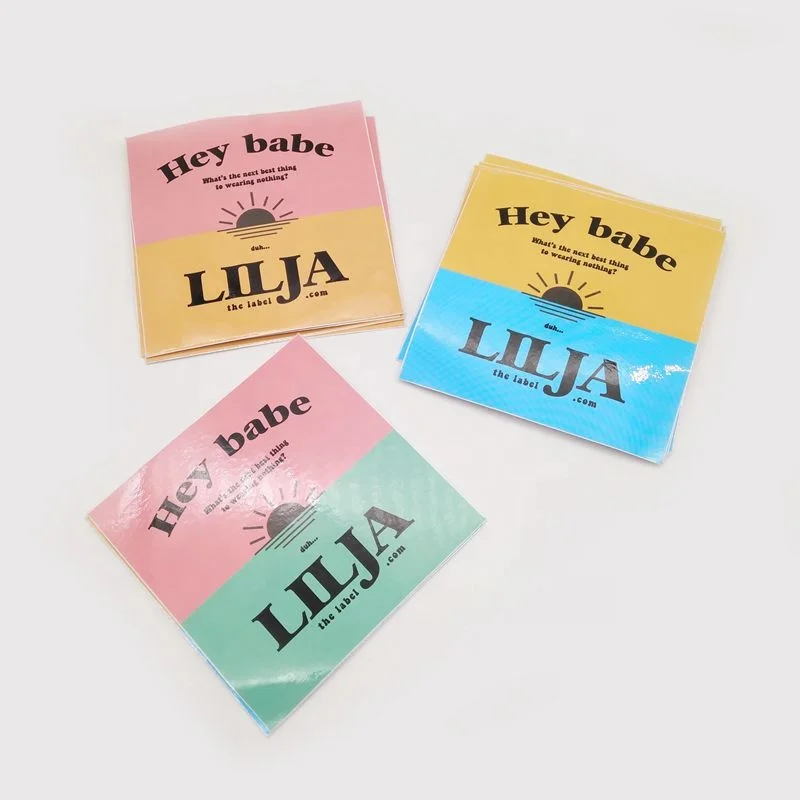 Hey babe
What's the next best thing
to wearing nothing?
duh...
LILJA
the label .com
Hey babe
What's the next best thing
to wearing nothing?
duh...
LILJA
the label .com
Hey babe
What's the next best thing
to wearing nothing?
duh...
LILJA
the label .com